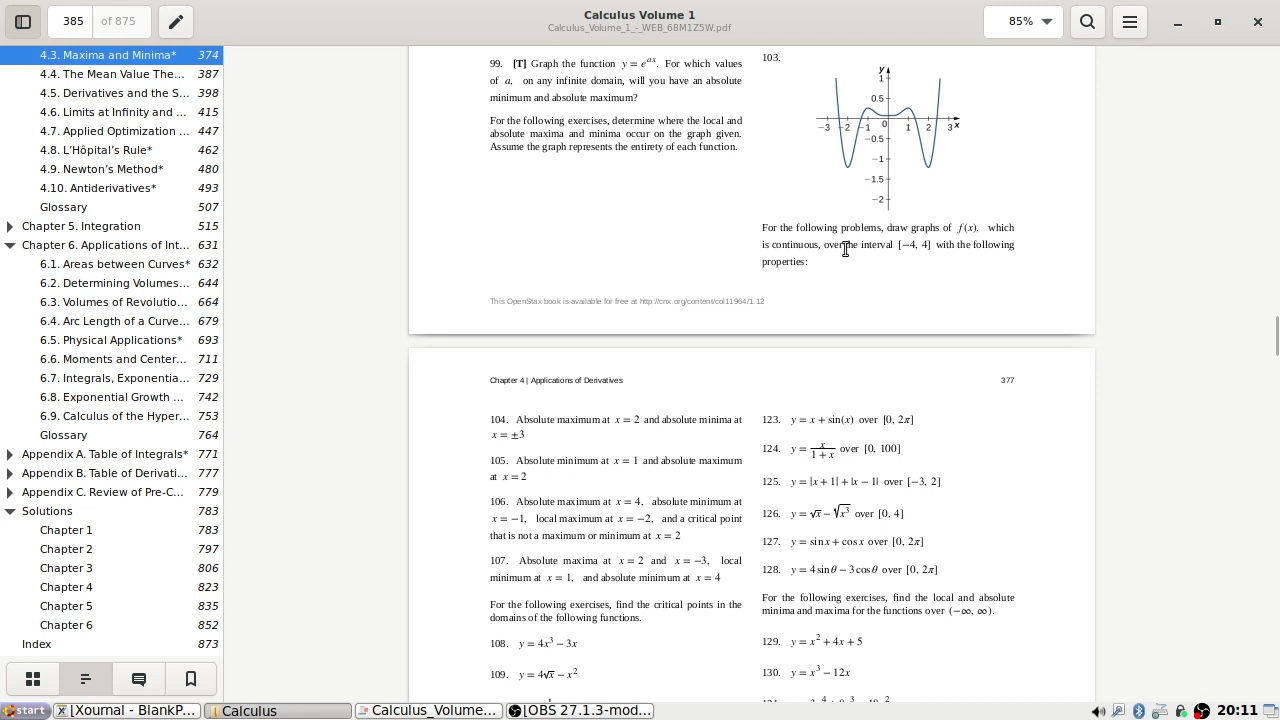 385
of 875
Calculus Volume 1
Calculus_Volume_1_-_WEB_68M1Z5W.pdf
85%
4.3. Maxima and Minima* 374
4.4. The Mean Value The... 387
4.5. Derivatives and the S... 398
4.6. Limits at Infinity and ... 415
4.7. Applied Optimization ... 447
4.8. L'Hôpital's Rule* 462
4.9. Newton's Method* 480
4.10. Antiderivatives* 493
Glossary 507
Chapter 5. Integration 515
Chapter 6. Applications of Int... 631
6.1. Areas between Curves* 632
6.2. Determining Volumes... 644
6.3. Volumes of Revolutio... 664
6.4. Arc Length of a Curve... 679
6.5. Physical Applications* 693
6.6. Moments and Center... 711
6.7. Integrals, Exponentia... 729
6.8. Exponential Growth ... 742
6.9. Calculus of the Hyper... 753
Glossary 764
Appendix A. Table of Integrals* 771
Appendix B. Table of Derivati... 777
Appendix C. Review of Pre-C... 779
Solutions 783
Chapter 1 783
Chapter 2 797
Chapter 3 806
Chapter 4 823
Chapter 5 835
Chapter 6 852
Index 873
99. [T] Graph the function y = e^{ax}. For which values
of a, on any infinite domain, will you have an absolute
minimum and absolute maximum?
For the following exercises, determine where the local and
absolute maxima and minima occur on the graph given.
Assume the graph represents the entirety of each function.
103.
y
1
0.5
−3 −2 −1 0 1 2 3 x
−0.5
−1
−1.5
−2
For the following problems, draw graphs of f(x), which
is continuous, over the interval [−4, 4] with the following
properties:
This OpenStax book is available for free at http://cnx.org/content/col11964/1.12
Chapter 4 | Applications of Derivatives 377
104. Absolute maximum at x = 2 and absolute minima at
x = ±3
105. Absolute minimum at x = 1 and absolute maximum
at x = 2
106. Absolute maximum at x = 4, absolute minimum at
x = −1, local maximum at x = −2, and a critical point
that is not a maximum or minimum at x = 2
107. Absolute maxima at x = 2 and x = −3, local
minimum at x = 1, and absolute minimum at x = 4
For the following exercises, find the critical points in the
domains of the following functions.
108. y = 4x³ − 3x
109. y = 4√x − x²
123. y = x + sin(x) over [0, 2π]
124. y = x/(1 + x) over [0, 100]
125. y = |x + 1| + |x − 1| over [−3, 2]
126. y = √x − √x³ over [0, 4]
127. y = sin x + cos x over [0, 2π]
128. y = 4 sin θ − 3 cos θ over [0, 2π]
For the following exercises, find the local and absolute
minima and maxima for the functions over (−∞, ∞).
129. y = x² + 4x + 5
130. y = x³ − 12x
start
[Xournal - BlankP...
Calculus
Calculus_Volume...
[OBS 27.1.3-mod...
20:11